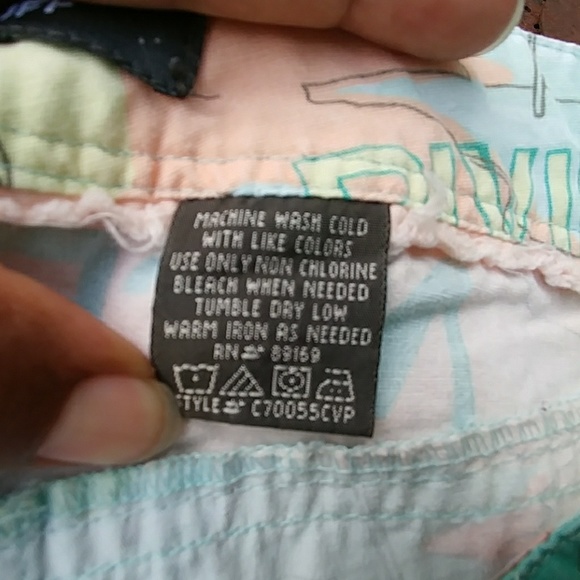 MACHINE WASH COLD
WITH LIKE COLORS
USE ONLY NON CHLORINE
BLEACH WHEN NEEDED
TUMBLE DRY LOW
WARM IRON AS NEEDED
RN# 89169
STYLE# C70055CVP